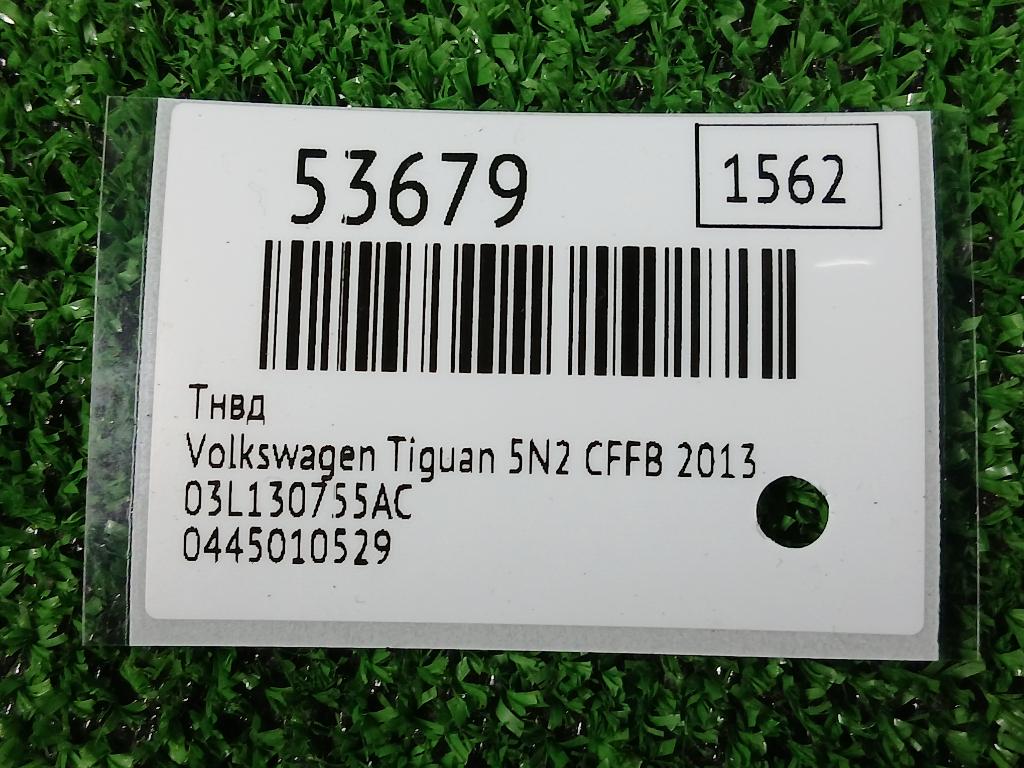 53679
1562
Тнвд
Volkswagen Tiguan 5N2 CFFB 2013
03L130755AC
0445010529